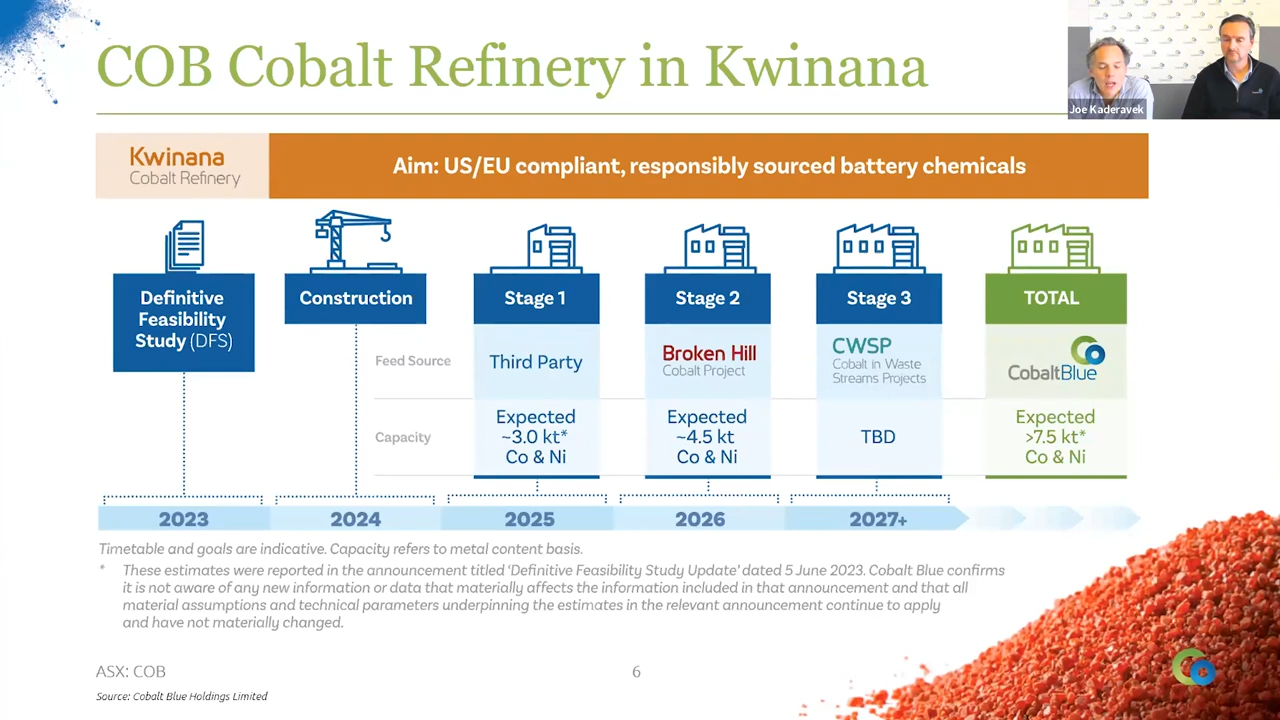 COB Cobalt Refinery in Kwinana
Joe Kaderavek
Kwinana
Cobalt Refinery
Aim: US/EU compliant, responsibly sourced battery chemicals
Definitive
Feasibility
Study (DFS)
Construction
Stage 1
Stage 2
Stage 3
TOTAL
Feed Source
Third Party
Broken Hill
Cobalt Project
CWSP
Cobalt in Waste
Streams Projects
CobaltBlue
Capacity
Expected
~3.0 kt*
Co & Ni
Expected
~4.5 kt
Co & Ni
TBD
Expected
>7.5 kt*
Co & Ni
2023
2024
2025
2026
2027+
Timetable and goals are indicative. Capacity refers to metal content basis.
* These estimates were reported in the announcement titled ‘Definitive Feasibility Study Update’ dated 5 June 2023. Cobalt Blue confirms
it is not aware of any new information or data that materially affects the information included in that announcement and that all
material assumptions and technical parameters underpinning the estimates in the relevant announcement continue to apply
and have not materially changed.
ASX: COB
6
Source: Cobalt Blue Holdings Limited